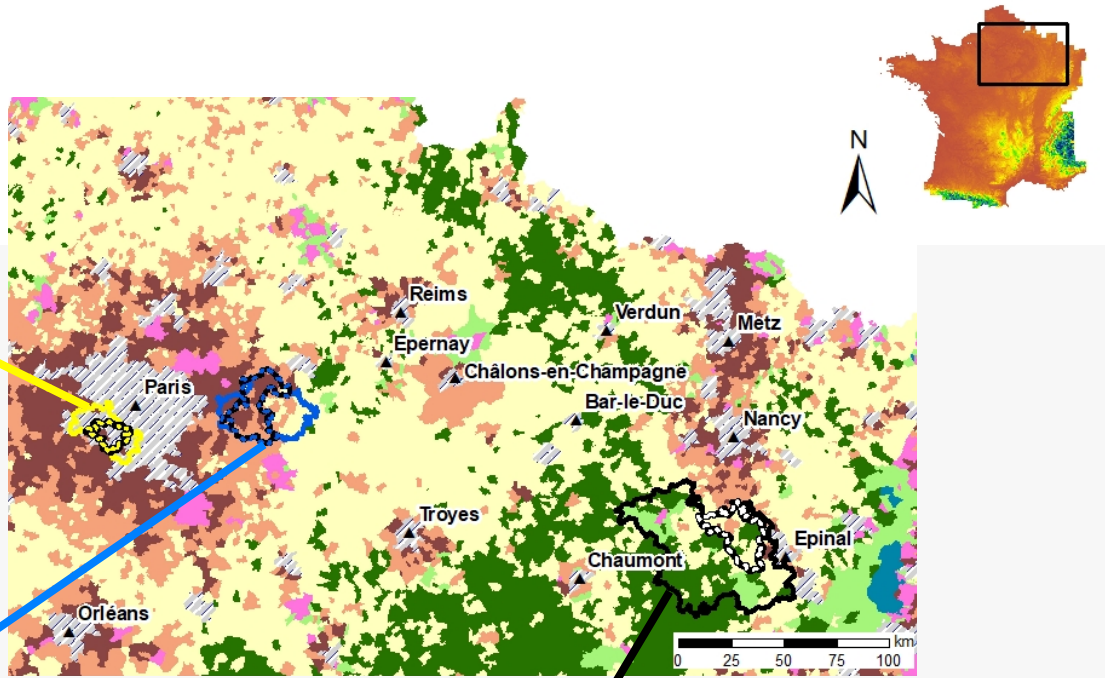 N
Reims
Verdun
Metz
Epernay
Châlons-en-Champagne
Paris
Bar-le-Duc
Nancy
Troyes
Epinal
Chaumont
Orléans
km
0 25 50 75 100